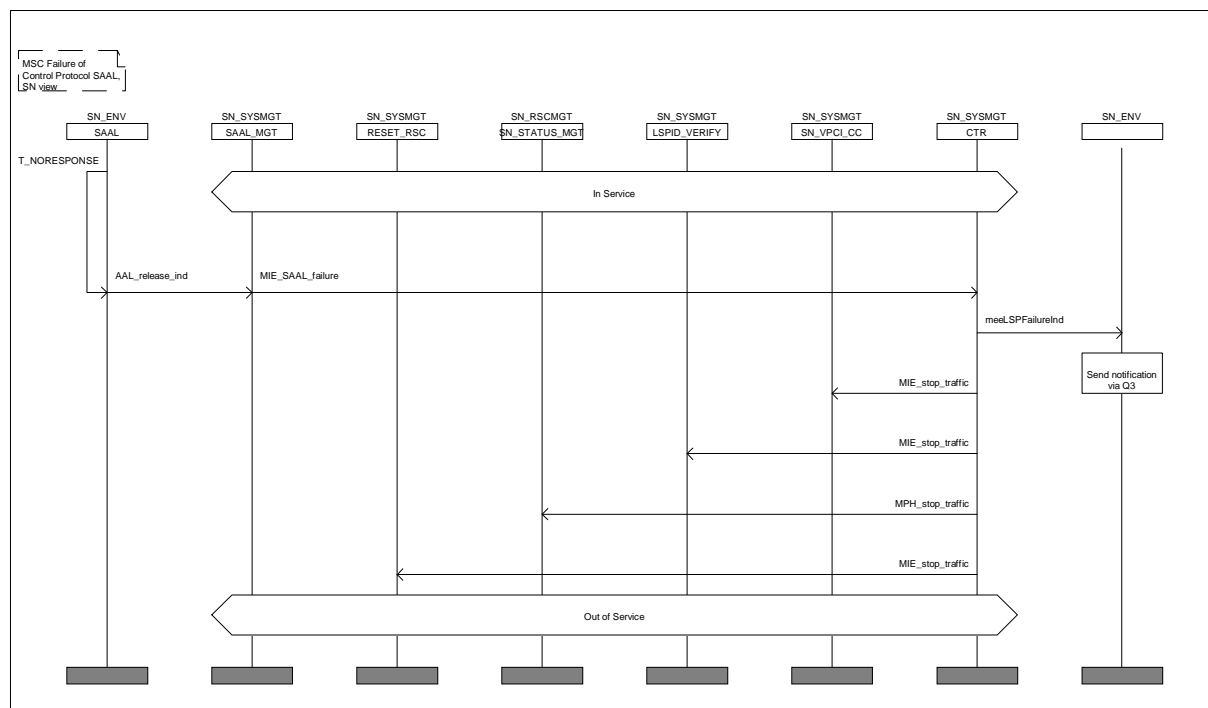 MSC Failure of
Control Protocol SAAL,
SN view
SN_ENV SN_SYSMGT SN_SYSMGT SN_RSCMGT SN_SYSMGT SN_SYSMGT SN_SYSMGT SN_ENV
SAAL SAAL_MGT RESET_RSC SN_STATUS_MGT LSPID_VERIFY SN_VPCI_CC CTR
T_NORESPONSE
In Service
AAL_release_ind MIE_SAAL_failure
meeLSPFailureInd
Send notification
via Q3
MIE_stop_traffic
MIE_stop_traffic
MPH_stop_traffic
MIE_stop_traffic
Out of Service